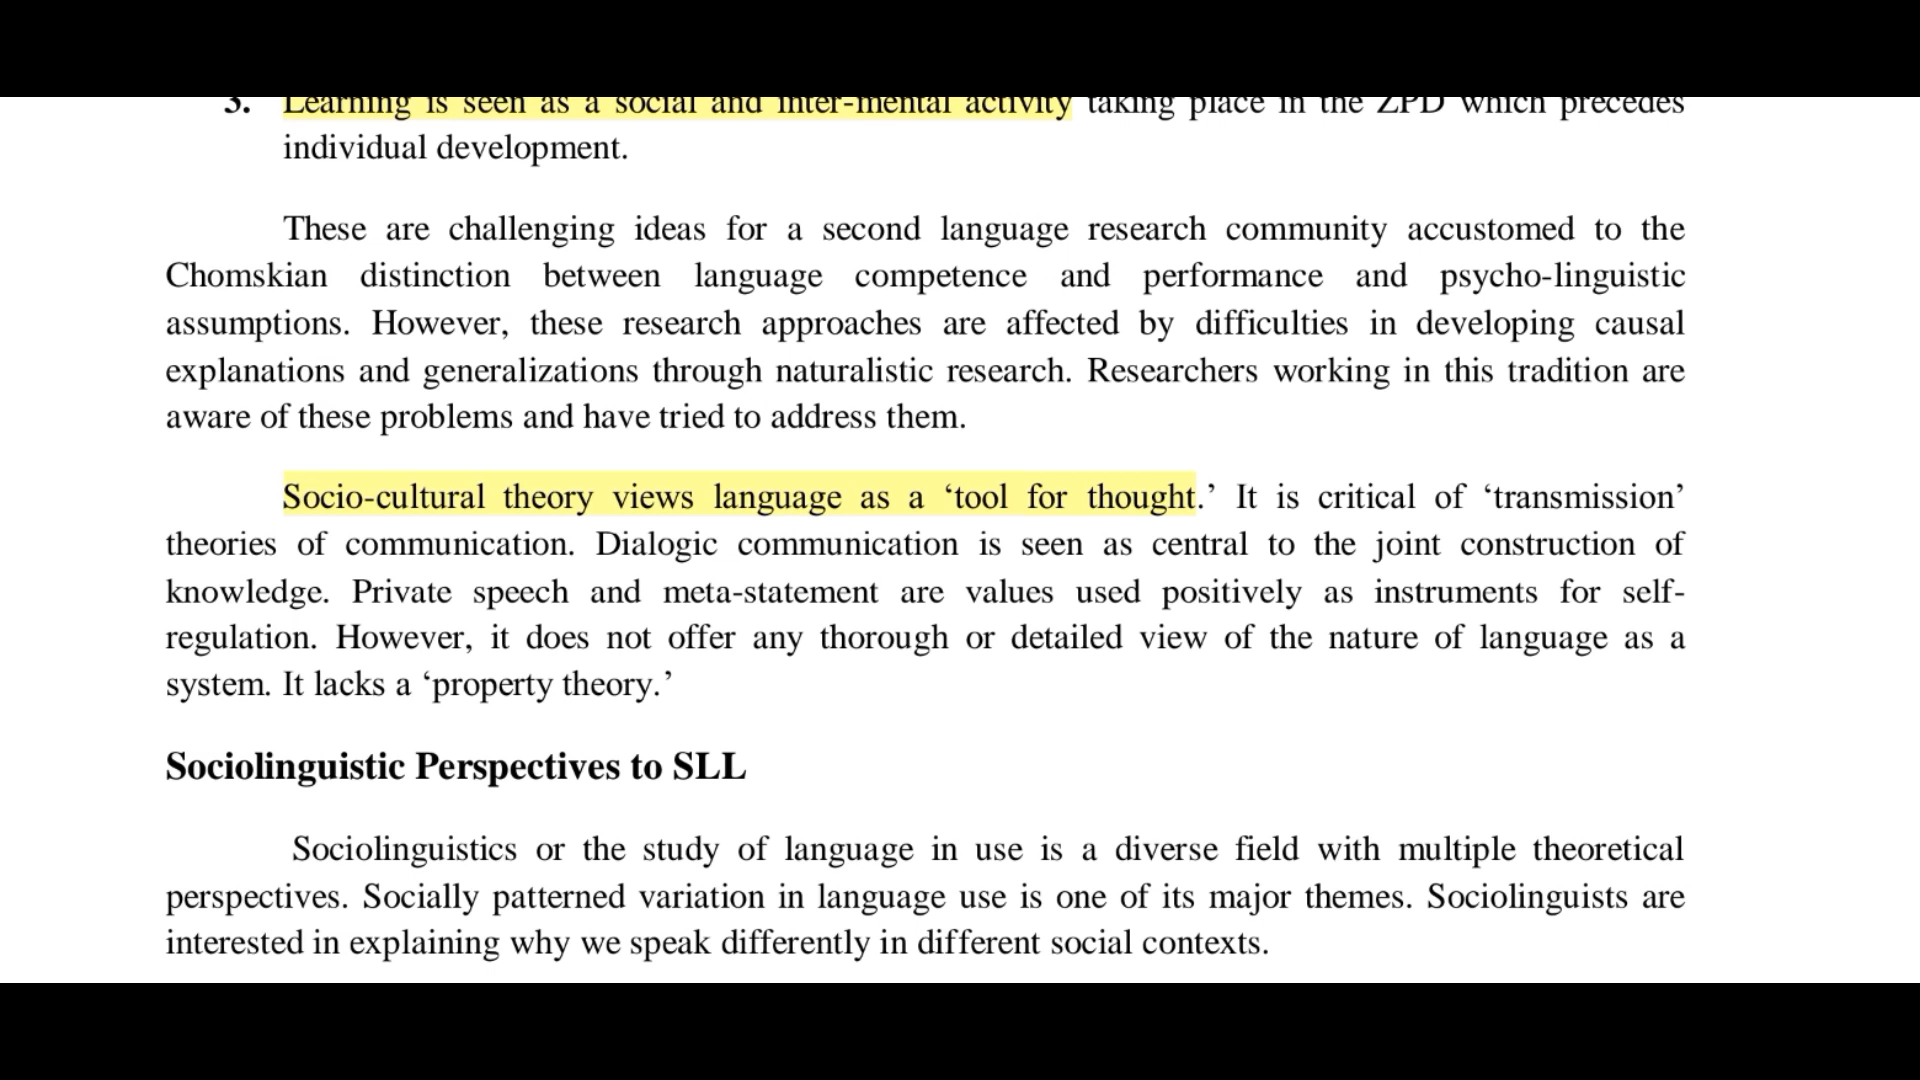 3. Learning is seen as a social and inter-mental activity taking place in the ZPD which precedes
individual development.
These are challenging ideas for a second language research community accustomed to the
Chomskian distinction between language competence and performance and psycho-linguistic
assumptions. However, these research approaches are affected by difficulties in developing causal
explanations and generalizations through naturalistic research. Researchers working in this tradition are
aware of these problems and have tried to address them.
Socio-cultural theory views language as a ‘tool for thought.’ It is critical of ‘transmission’
theories of communication. Dialogic communication is seen as central to the joint construction of
knowledge. Private speech and meta-statement are values used positively as instruments for self-
regulation. However, it does not offer any thorough or detailed view of the nature of language as a
system. It lacks a ‘property theory.’
Sociolinguistic Perspectives to SLL
Sociolinguistics or the study of language in use is a diverse field with multiple theoretical
perspectives. Socially patterned variation in language use is one of its major themes. Sociolinguists are
interested in explaining why we speak differently in different social contexts.